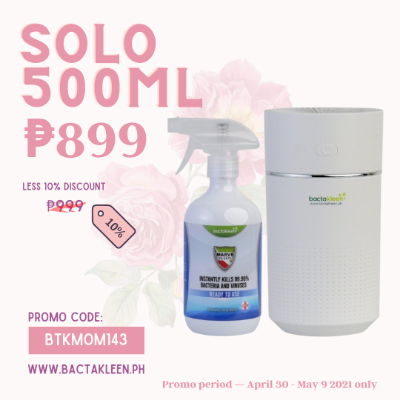 SOLO
500ML
₱899
LESS 10% DISCOUNT
₱999
10%
bactakleen
INSTANTLY KILLS 99.99%
BACTERIA AND VIRUSES
READY TO USE
bactakleen
PROMO CODE:
BTKMOM143
WWW.BACTAKLEEN.PH
Promo period — April 30 - May 9 2021 only